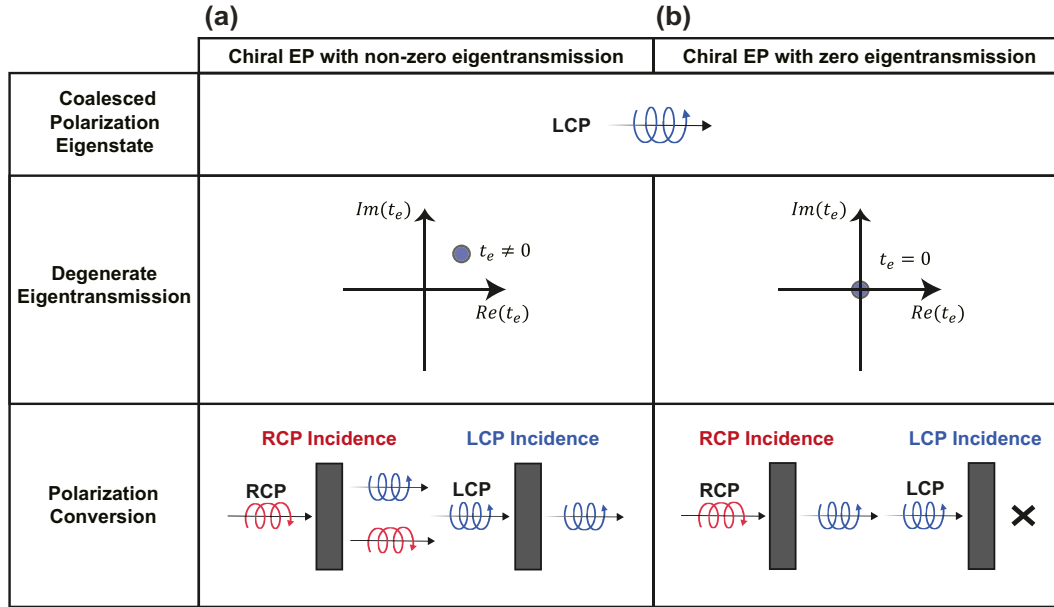 (a)
(b)
Chiral EP with non-zero eigentransmission
Chiral EP with zero eigentransmission
Coalesced
Polarization
Eigenstate
LCP
Degenerate
Eigentransmission
Im(t_e)
t_e ≠ 0
Re(t_e)
Im(t_e)
t_e = 0
Re(t_e)
Polarization
Conversion
RCP Incidence
LCP Incidence
RCP
LCP
RCP Incidence
LCP Incidence
RCP
LCP